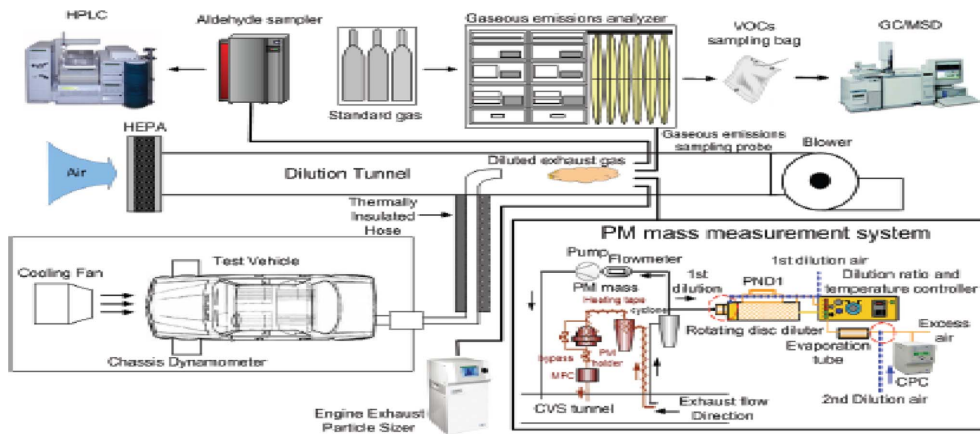 HPLC
Aldehyde sampler
Gaseous emissions analyzer
VOCs
sampling bag
GC/MSD
Standard gas
HEPA
Air
Dilution Tunnel
Diluted exhaust gas
Gaseous emissions
sampling probe
Blower
Thermally
Insulated
Hose
Cooling Fan
Test Vehicle
Chassis Dynamometer
Engine Exhaust
Particle Sizer
PM mass measurement system
Pump
Flowmeter
PM mass
1st
dilution
PND1
1st dilution air
Dilution ratio and
temperature controller
Heating tape
cyclone
Rotating disc diluter
bypass
PM
holder
MFC
Evaporation
tube
Excess
air
CPC
CVS tunnel
Exhaust flow
Direction
2nd Dilution air